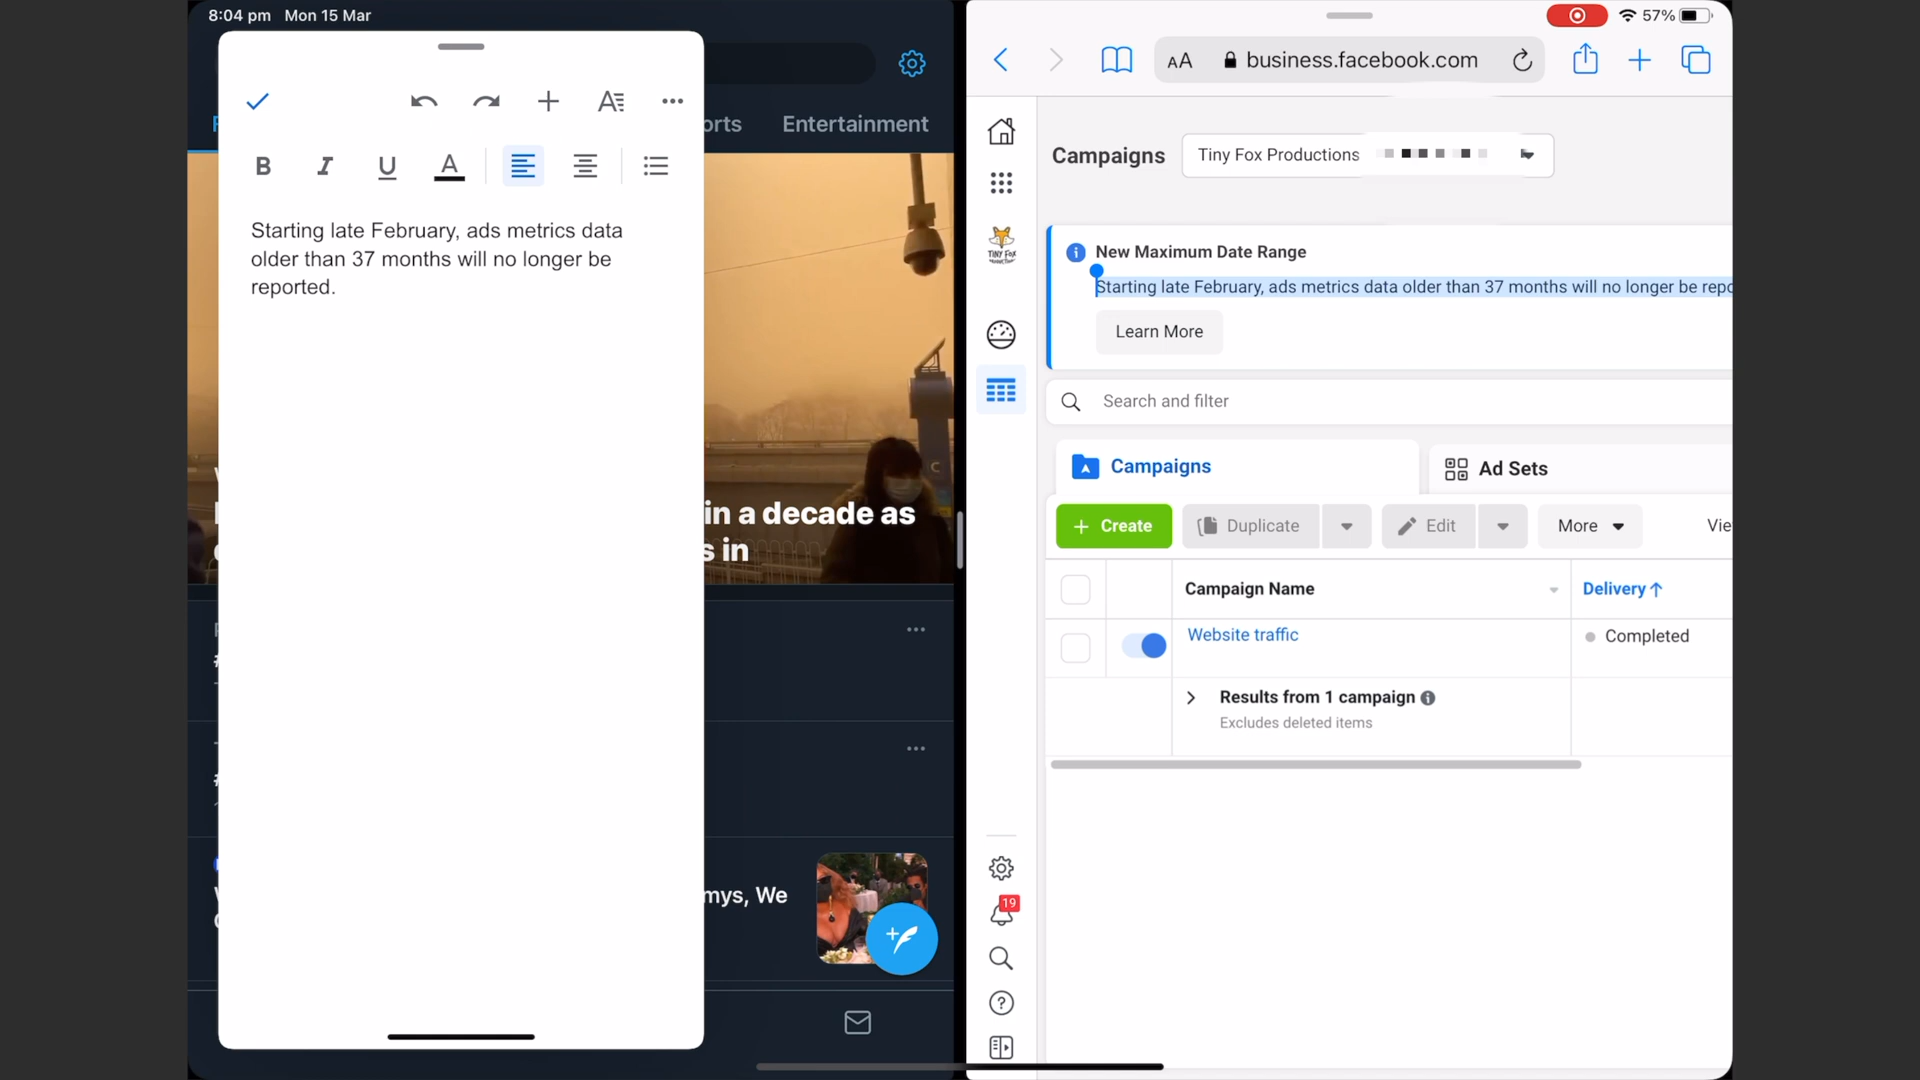 8:04 pm Mon 15 Mar
57%
AA business.facebook.com
orts Entertainment
B I U A
Starting late February, ads metrics data
older than 37 months will no longer be
reported.
in a decade as
s in
mys, We
Campaigns Tiny Fox Productions
TINY FOX
New Maximum Date Range
Starting late February, ads metrics data older than 37 months will no longer be repo
Learn More
Search and filter
Campaigns Ad Sets
+ Create Duplicate Edit More Vie
Campaign Name Delivery↑
Website traffic Completed
Results from 1 campaign
Excludes deleted items
19